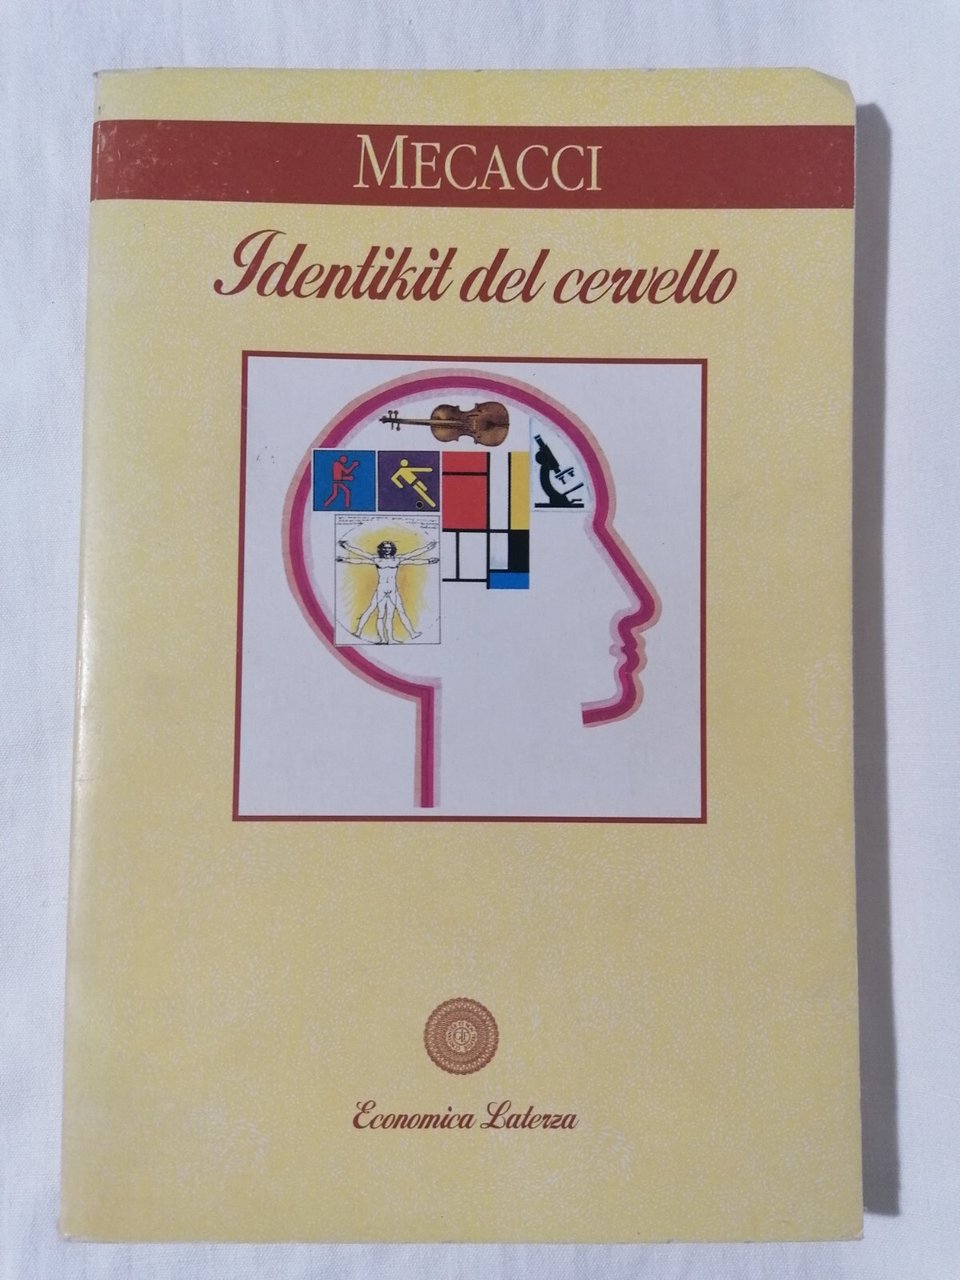 MECACCI
Identikit del cervello
Economica Laterza